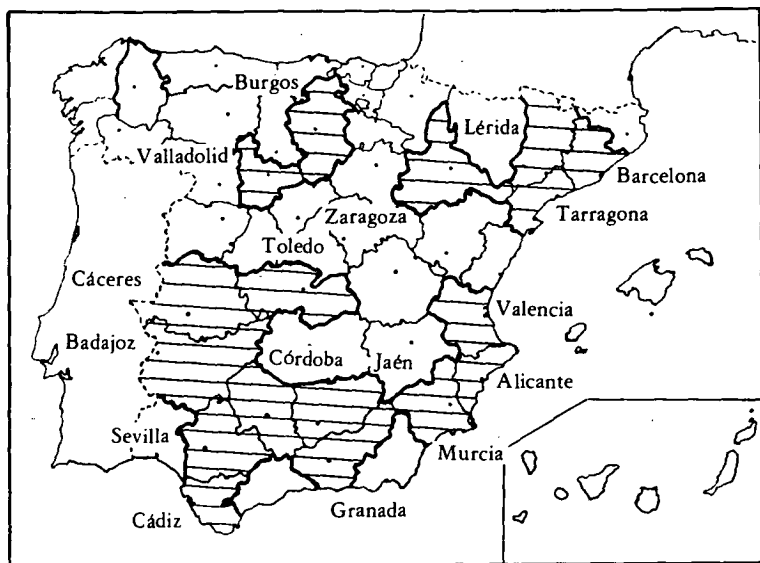 Burgos
Lérida
Valladolid
Barcelona
Zaragoza
Tarragona
Toledo
Cáceres
Valencia
Badajoz
Córdoba
Jaén
Alicante
Sevilla
Murcia
Granada
Cádiz